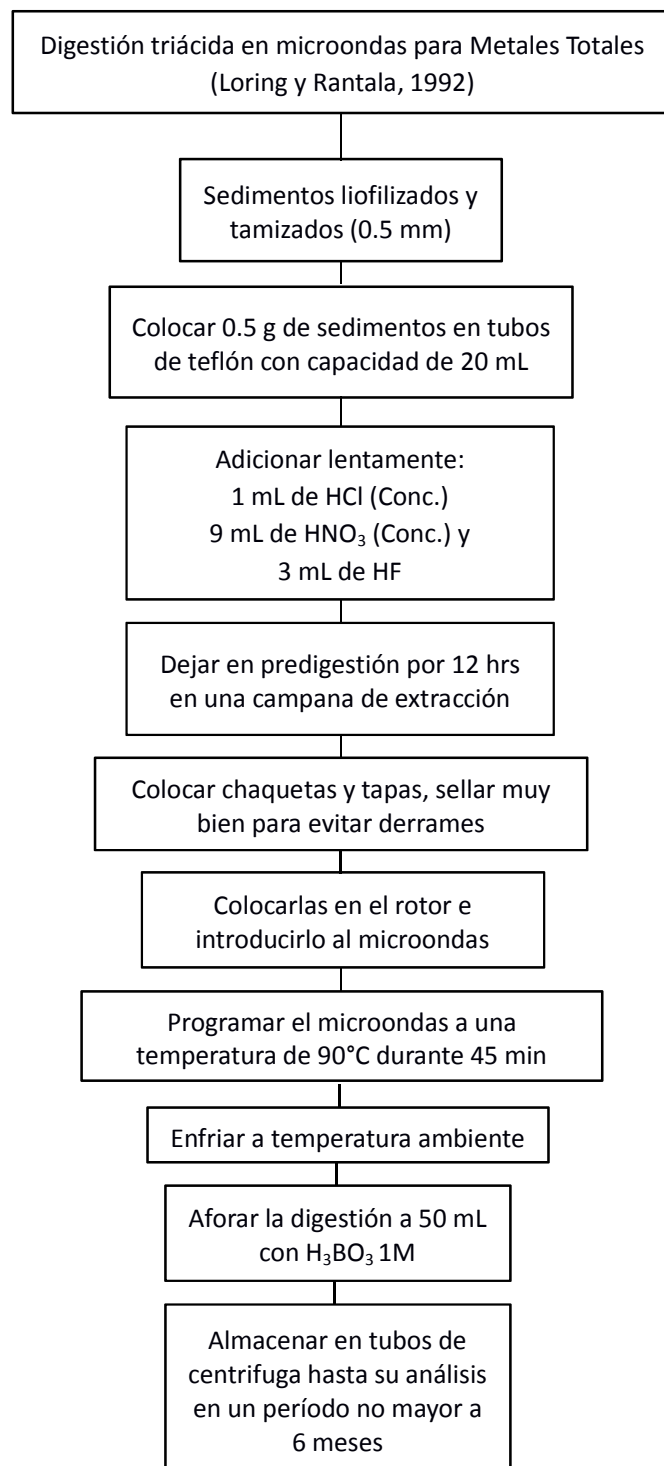 Digestión triácida en microondas para Metales Totales
(Loring y Rantala, 1992)
Sedimentos liofilizados y
tamizados (0.5 mm)
Colocar 0.5 g de sedimentos en tubos
de teflón con capacidad de 20 mL
Adicionar lentamente:
1 mL de HCl (Conc.)
9 mL de HNO₃ (Conc.) y
3 mL de HF
Dejar en predigestión por 12 hrs
en una campana de extracción
Colocar chaquetas y tapas, sellar muy
bien para evitar derrames
Colocarlas en el rotor e
introducirlo al microondas
Programar el microondas a una
temperatura de 90°C durante 45 min
Enfriar a temperatura ambiente
Aforar la digestión a 50 mL
con H₃BO₃ 1M
Almacenar en tubos de
centrifuga hasta su análisis
en un período no mayor a
6 meses